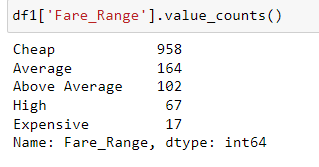 df1['Fare_Range'].value_counts()
Cheap 958
Average 164
Above Average 102
High 67
Expensive 17
Name: Fare_Range, dtype: int64